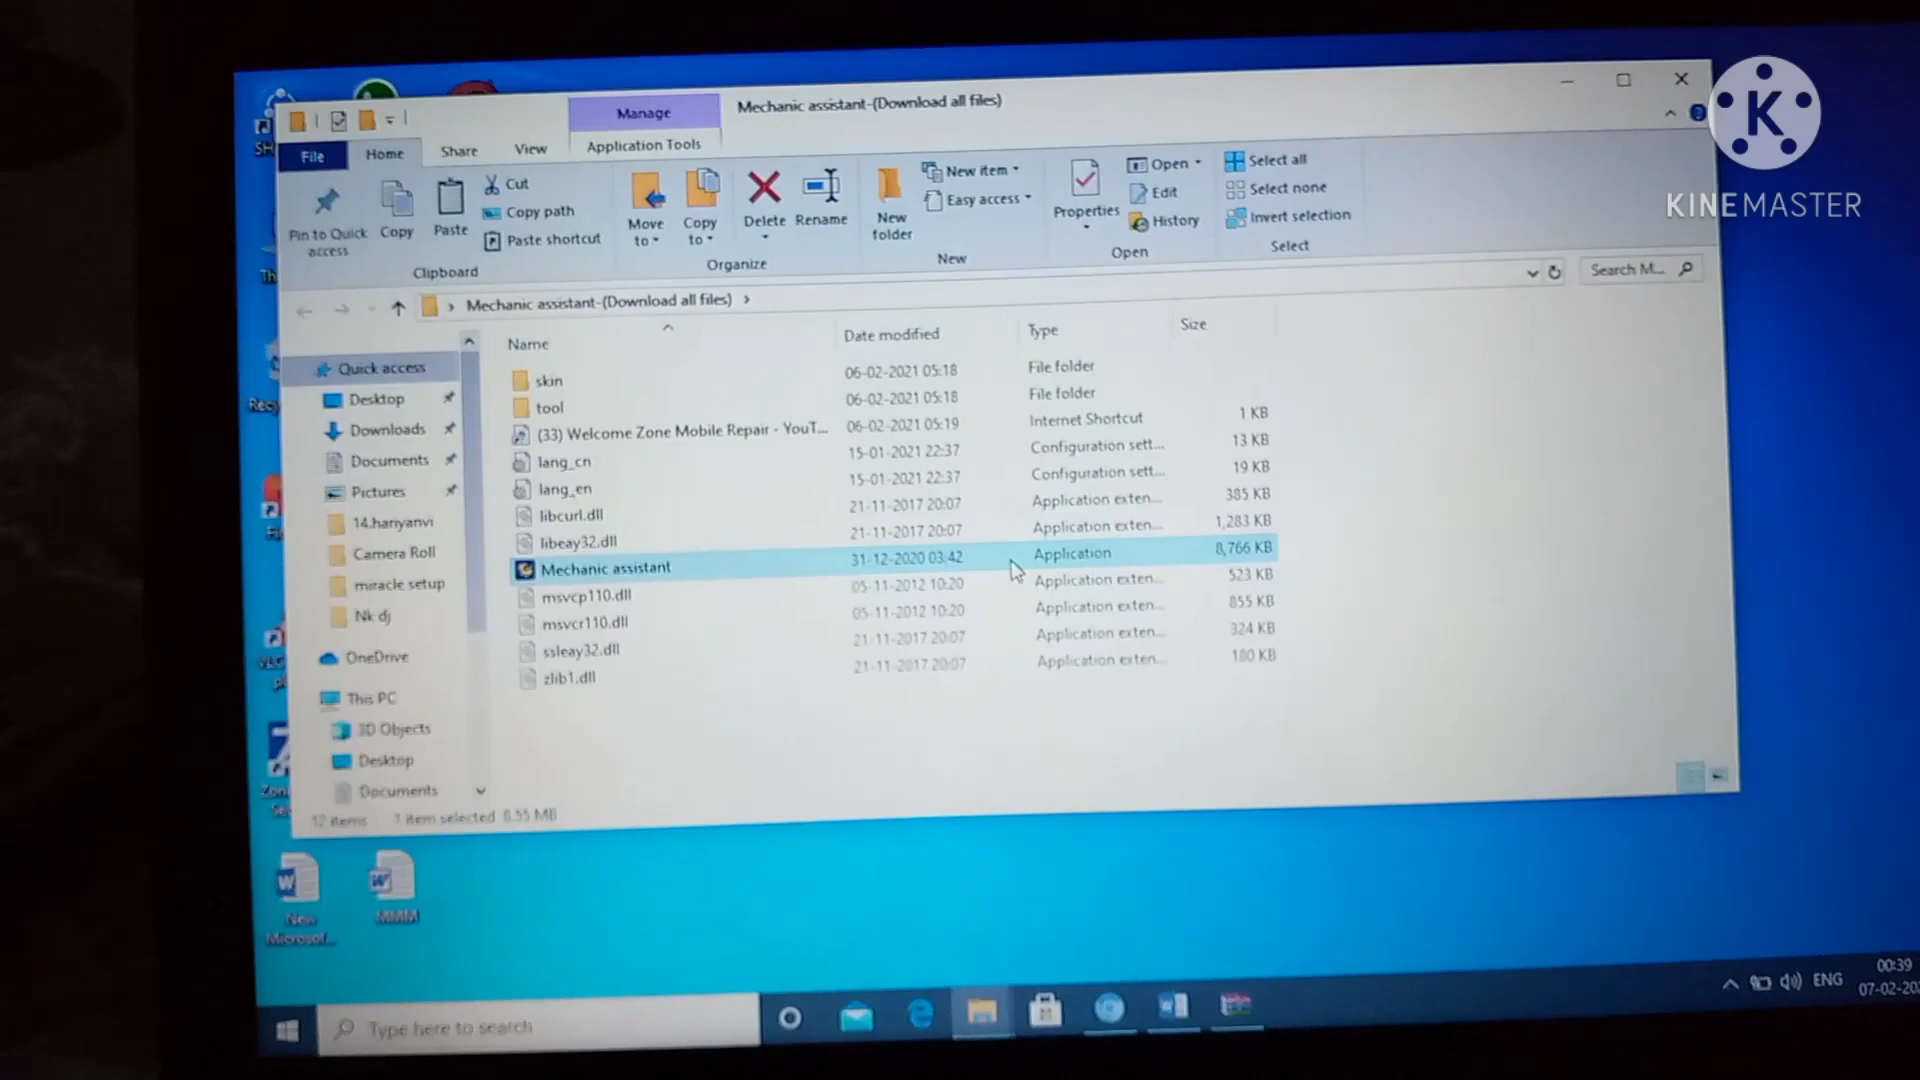 Manage
Mechanic assistant-(Download all files)
K
KINEMASTER
File
Home
Share
View
Application Tools
Pin to Quick access
Copy
Paste
Cut
Copy path
Paste shortcut
Clipboard
Move to
Copy to
Delete
Rename
Organize
New folder
New item
Easy access
New
Properties
Open
Edit
History
Open
Select all
Select none
Invert selection
Select
Mechanic assistant-(Download all files)
Search M...
Name Date modified Type Size
skin 06-02-2021 05:18 File folder
tool 06-02-2021 05:18 File folder
(33) Welcome Zone Mobile Repair - YouT... 06-02-2021 05:19 Internet Shortcut 1 KB
lang_cn 15-01-2021 22:37 Configuration sett... 13 KB
lang_en 15-01-2021 22:37 Configuration sett... 19 KB
libcurl.dll 21-11-2017 20:07 Application exten... 385 KB
libeay32.dll 21-11-2017 20:07 Application exten... 1,283 KB
Mechanic assistant 31-12-2020 03:42 Application 8,766 KB
msvcp110.dll 05-11-2012 10:20 Application exten... 523 KB
msvcr110.dll 05-11-2012 10:20 Application exten... 855 KB
ssleay32.dll 21-11-2017 20:07 Application exten... 324 KB
zlib1.dll 21-11-2017 20:07 Application exten... 180 KB
Quick access
Desktop
Downloads
Documents
Pictures
14.hariyanvi
Camera Roll
miracle setup
Nk dj
OneDrive
This PC
3D Objects
Desktop
Documents
12 items 1 item selected 8.55 MB
New Microsof...
MMM
Type here to search
ENG
00:39
07-02-202